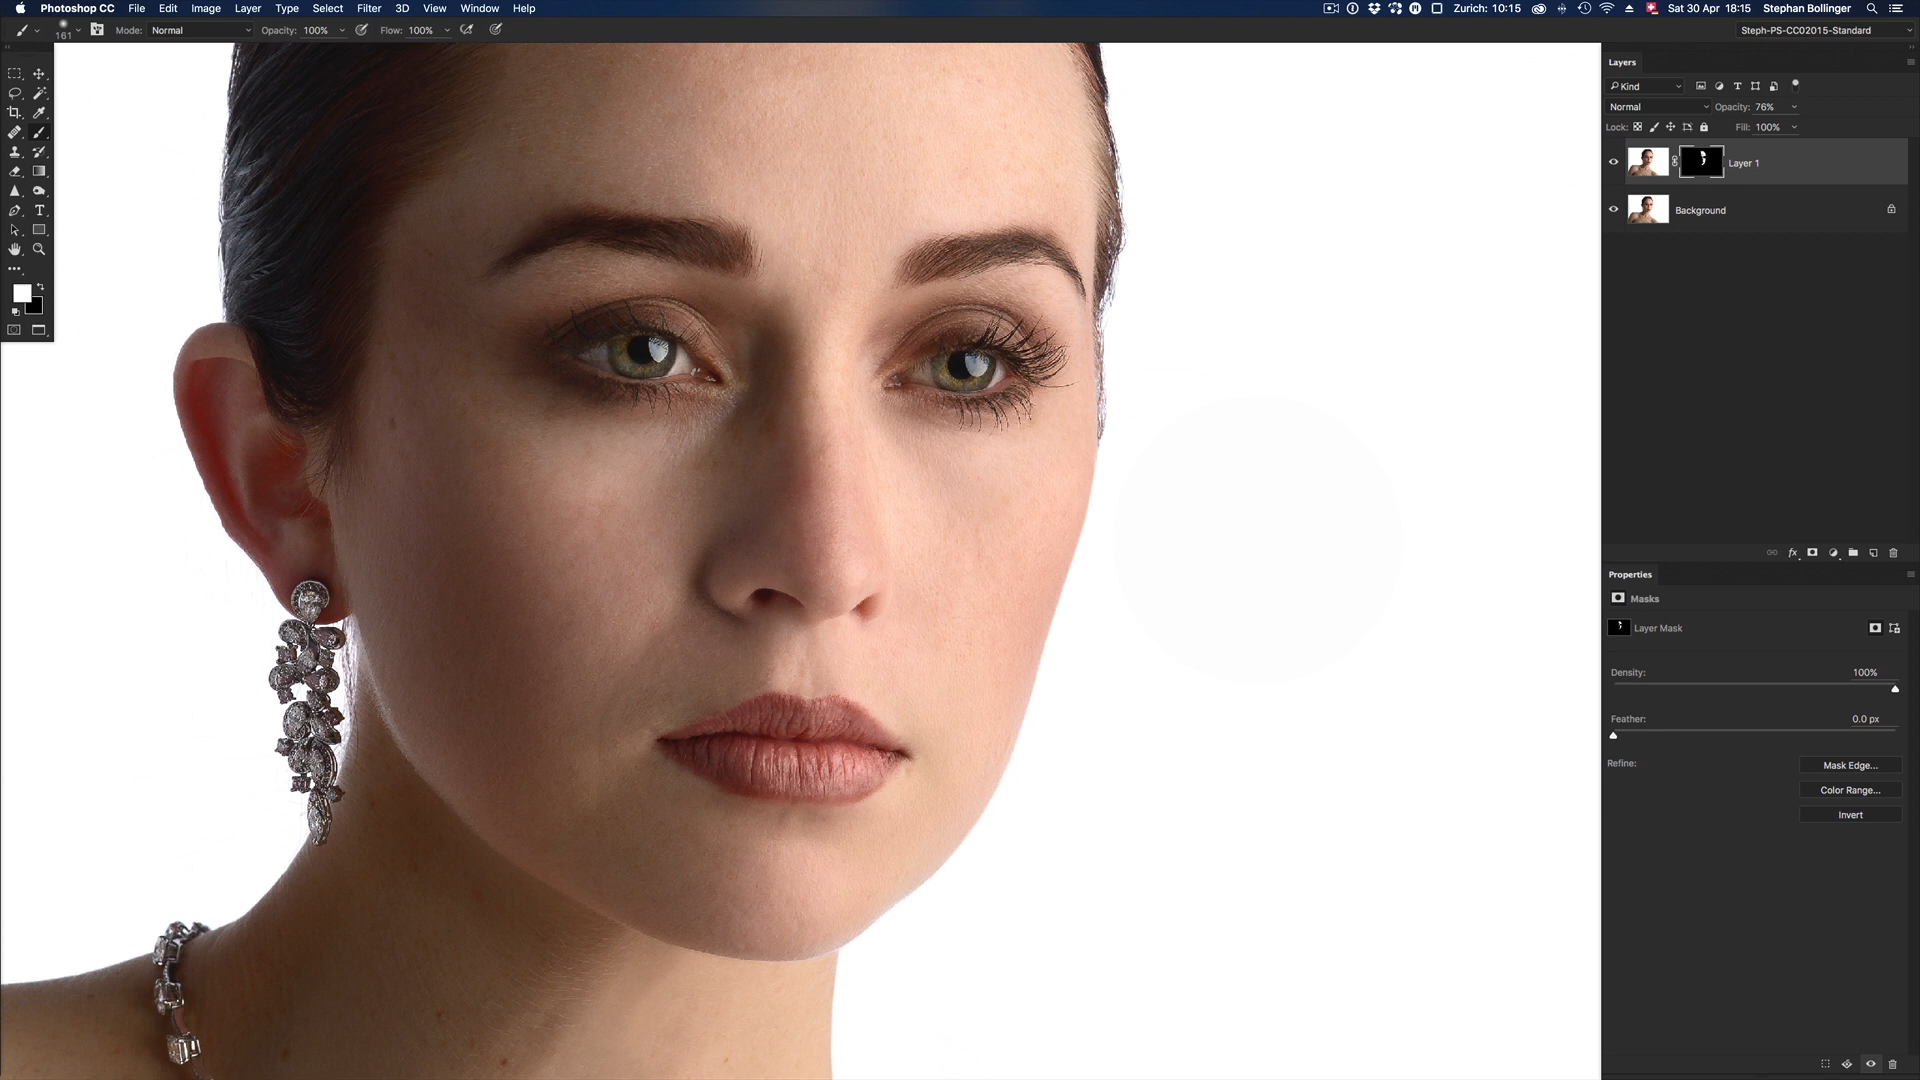 Photoshop CC File Edit Image Layer Type Select Filter 3D View Window Help Zurich: 10:15 Sat 30 Apr 18:15 Stephan Bollinger
161 Mode: Normal Opacity: 100% Flow: 100% Steph-PS-CC02015-Standard
Layers
Kind
Normal Opacity: 76%
Lock: Fill: 100%
Layer 1
Background
fx
Properties
Masks
Layer Mask
Density: 100%
Feather: 0.0 px
Refine: Mask Edge...
Color Range...
Invert